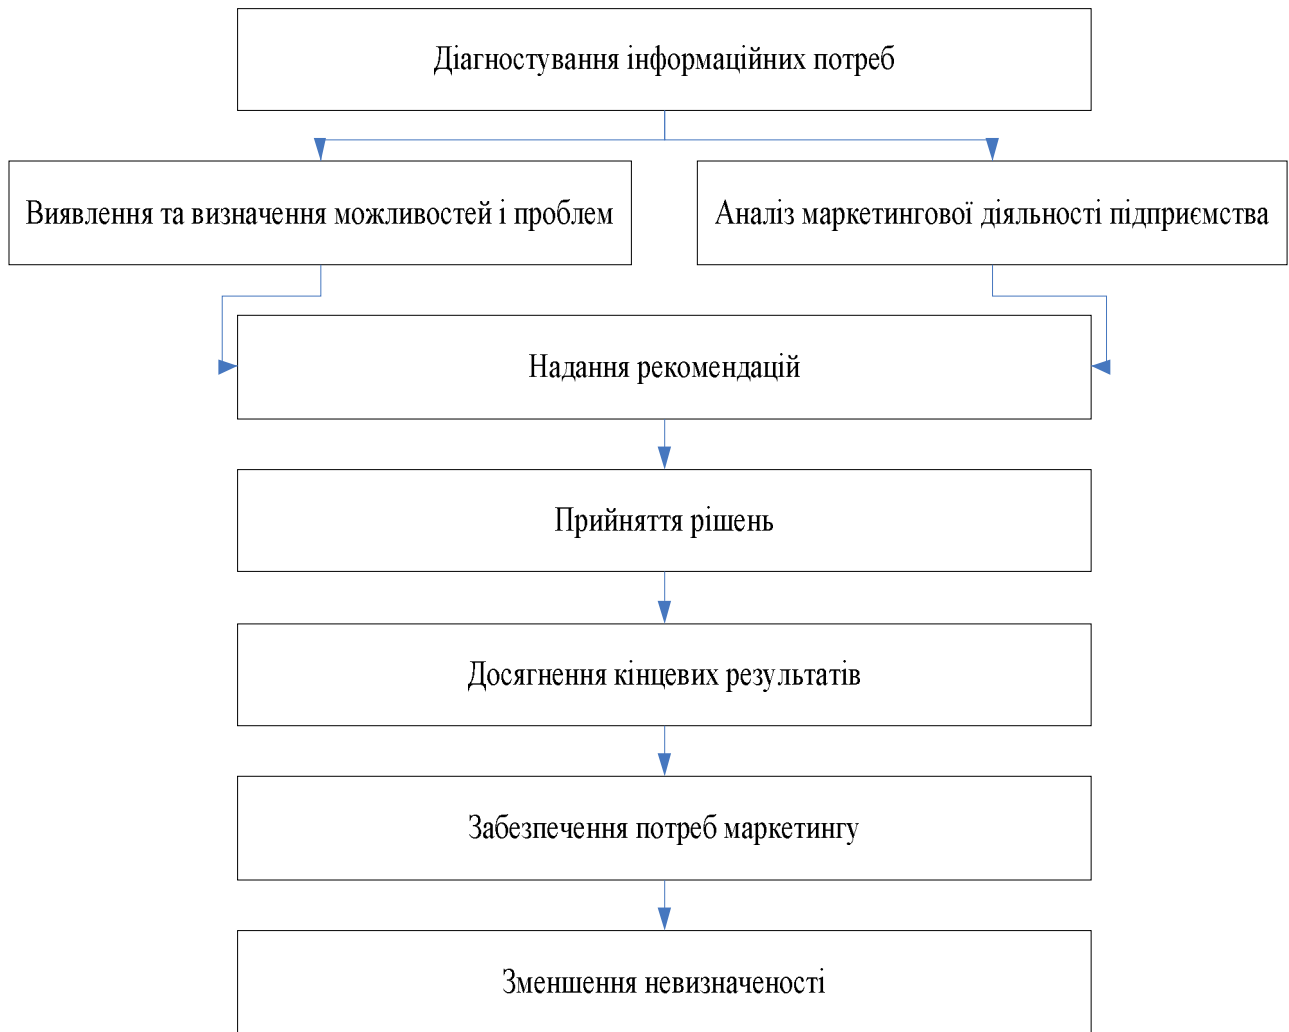 Діагностування інформаційних потреб
Виявлення та визначення можливостей і проблем
Аналіз маркетингової діяльності підприємства
Надання рекомендацій
Прийняття рішень
Досягнення кінцевих результатів
Забезпечення потреб маркетингу
Зменшення невизначеності